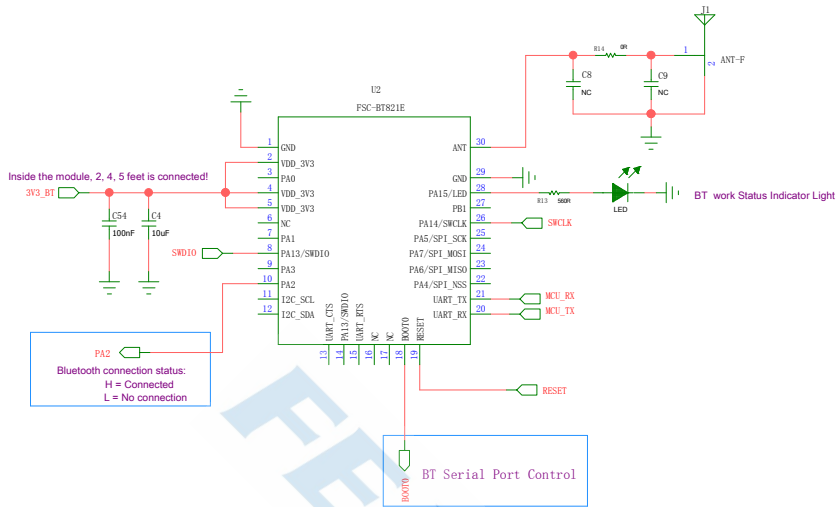 J1
R14 0R
1
2
ANT-F
C8
NC
C9
NC
U2
FSC-BT821E
1 GND
2 VDD_3V3
3 PA0
4 VDD_3V3
5 VDD_3V3
6 NC
7 PA1
8 PA13/SWDIO
9 PA3
10 PA2
11 I2C_SCL
12 I2C_SDA
ANT 30
GND 29
PA15/LED 28
PB1 27
PA14/SWCLK 26
PA5/SPI_SCK 25
PA7/SPI_MOSI 24
PA6/SPI_MISO 23
PA4/SPI_NSS 22
UART_TX 21
UART_RX 20
UART_CTS 13
PA13/SWDIO 14
UART_RTS 15
NC 16
NC 17
BOOT0 18
RESET 19
Inside the module, 2, 4, 5 feet is connected!
3V3_BT
C54
100nF
C4
10uF
SWDIO
R13 560R
LED
BT work Status Indicator Light
SWCLK
MCU_RX
MCU_TX
PA2
Bluetooth connection status:
H = Connected
L = No connection
RESET
BT Serial Port Control
BOOT0
FE